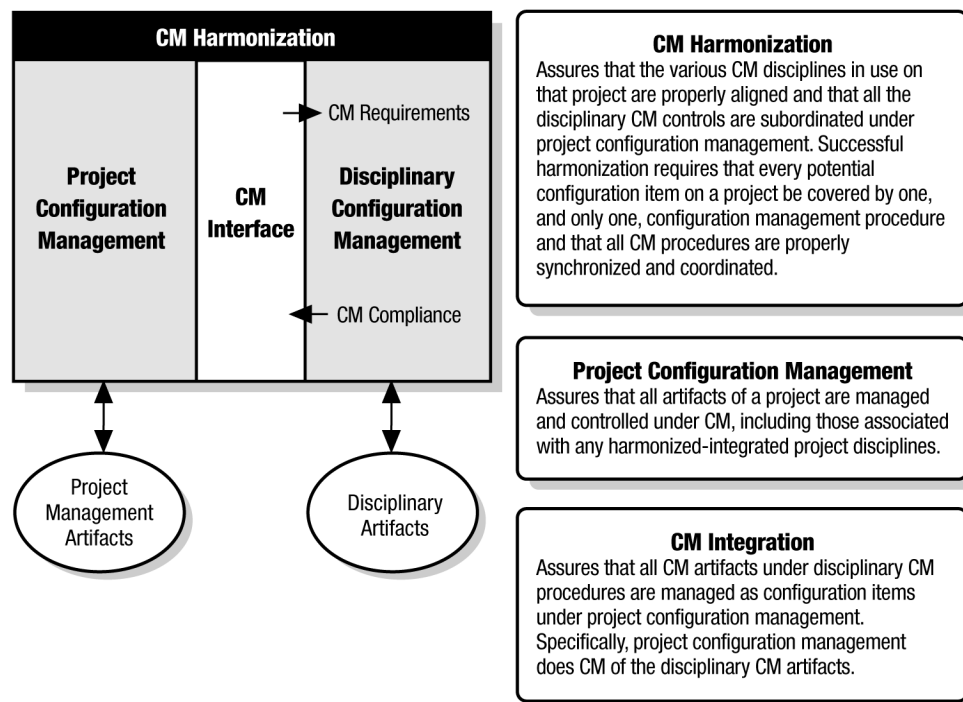 CM Harmonization
Project
Configuration
Management
CM
Interface
CM Requirements
Disciplinary
Configuration
Management
CM Compliance
Project
Management
Artifacts
Disciplinary
Artifacts
CM Harmonization
Assures that the various CM disciplines in use on
that project are properly aligned and that all the
disciplinary CM controls are subordinated under
project configuration management. Successful
harmonization requires that every potential
configuration item on a project be covered by one,
and only one, configuration management procedure
and that all CM procedures are properly
synchronized and coordinated.
Project Configuration Management
Assures that all artifacts of a project are managed
and controlled under CM, including those associated
with any harmonized-integrated project disciplines.
CM Integration
Assures that all CM artifacts under disciplinary CM
procedures are managed as configuration items
under project configuration management.
Specifically, project configuration management
does CM of the disciplinary CM artifacts.